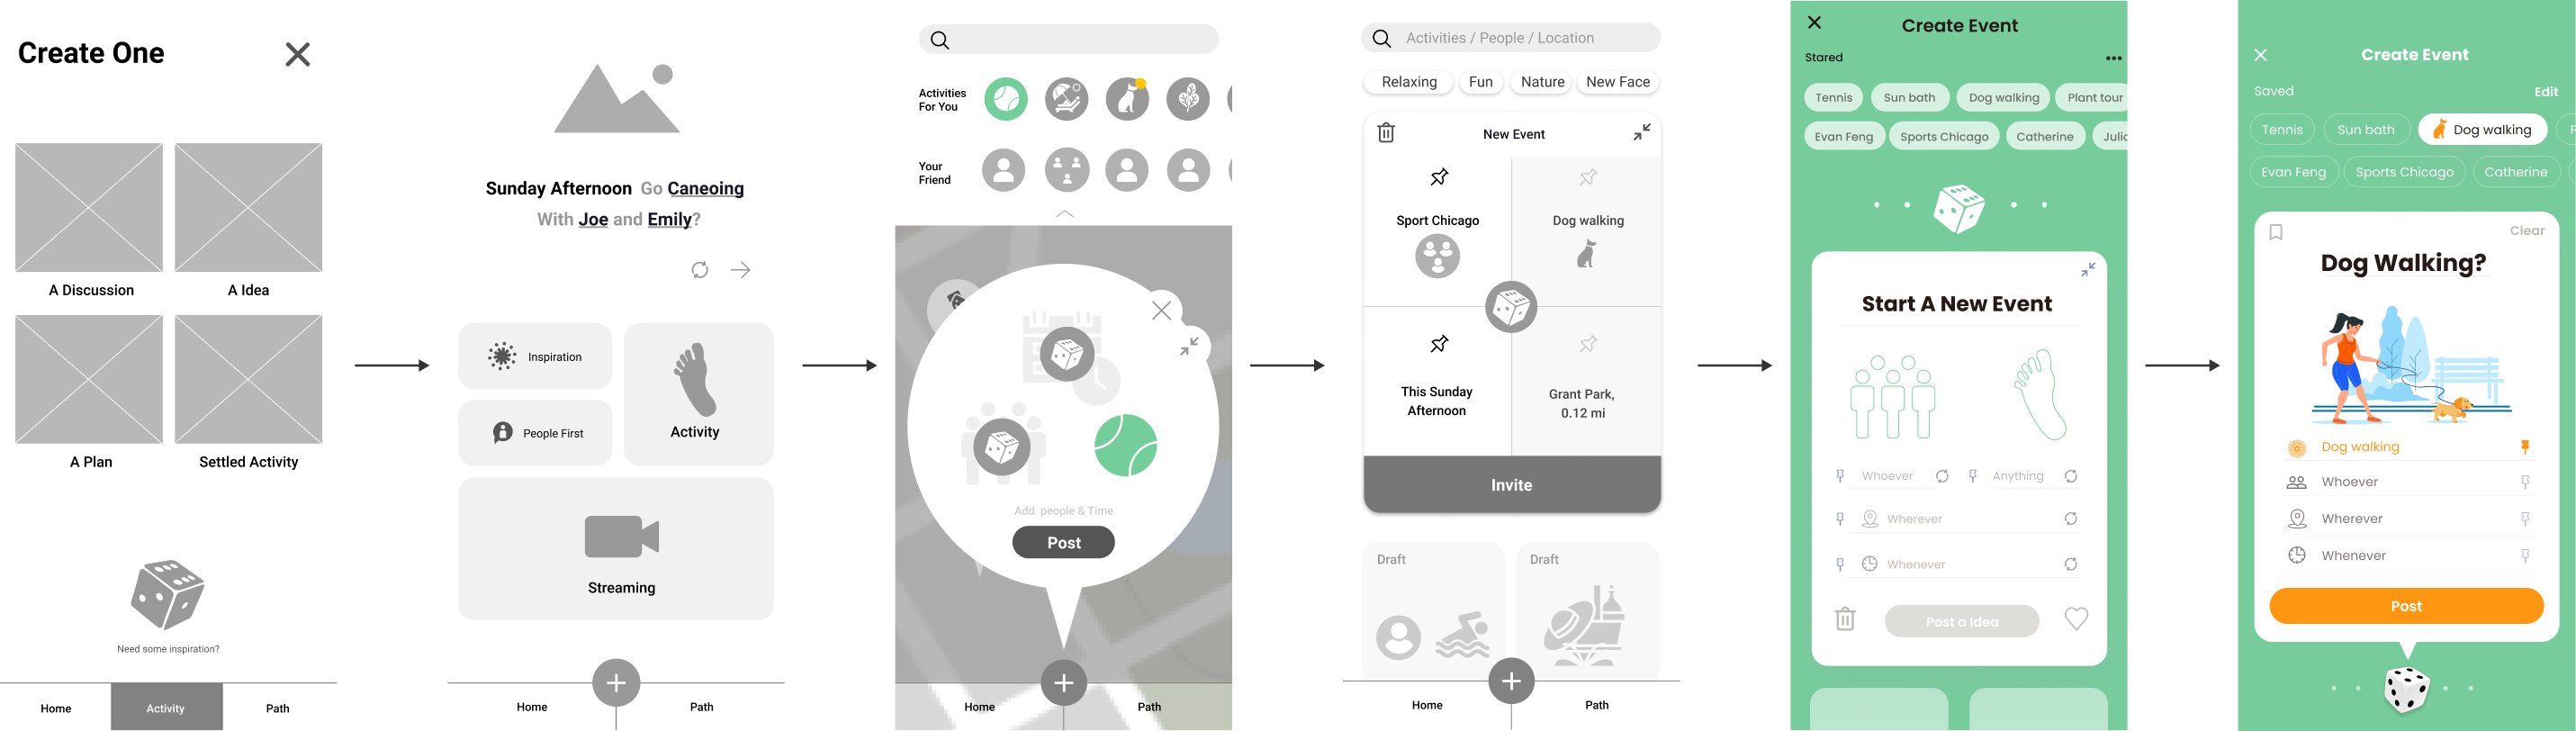 Create One
A Discussion
A Idea
A Plan
Settled Activity
Need some inspiration?
Home
Activity
Path
Sunday Afternoon Go Caneoing
With Joe and Emily?
Inspiration
People First
Activity
Streaming
Home
Path
Activities
For You
Your
Friend
Add people & Time
Post
Home
Path
Activities / People / Location
Relaxing
Fun
Nature
New Face
New Event
Sport Chicago
Dog walking
This Sunday
Afternoon
Grant Park,
0.12 mi
Invite
Draft
Draft
Home
Path
Create Event
Stared
Tennis
Sun bath
Dog walking
Plant tour
Evan Feng
Sports Chicago
Catherine
Start A New Event
Whoever
Anything
Wherever
Whenever
Post a Idea
Create Event
Saved
Edit
Tennis
Sun bath
Dog walking
Evan Feng
Sports Chicago
Catherine
Clear
Dog Walking?
Dog walking
Whoever
Wherever
Whenever
Post